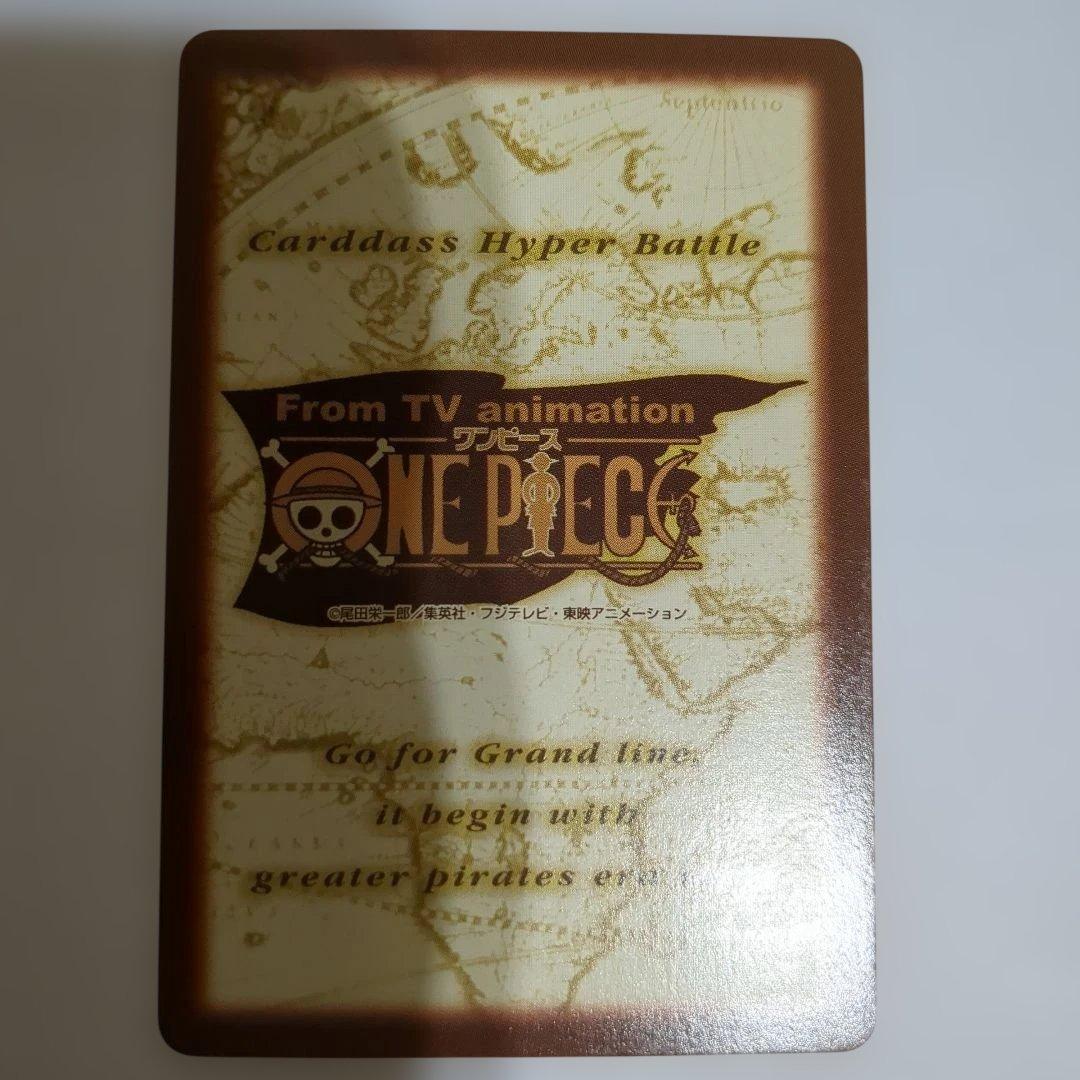 Septentrio
Carddass Hyper Battle
From TV animation
ワンピース
ONE PIECE
©尾田栄一郎／集英社・フジテレビ・東映アニメーション
Go for Grand line.
it begin with
greater pirates era